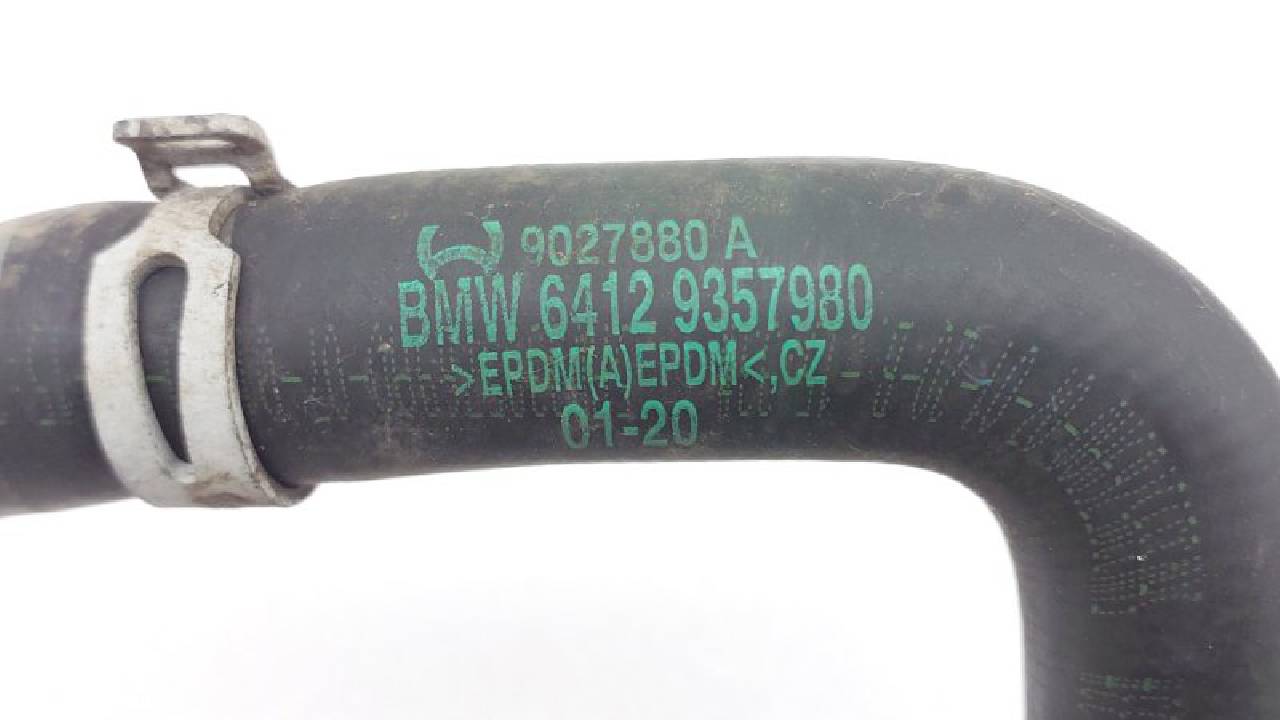 9027880 A
BMW 6412 9357980
>EPDM(A)EPDM<,CZ
01-20